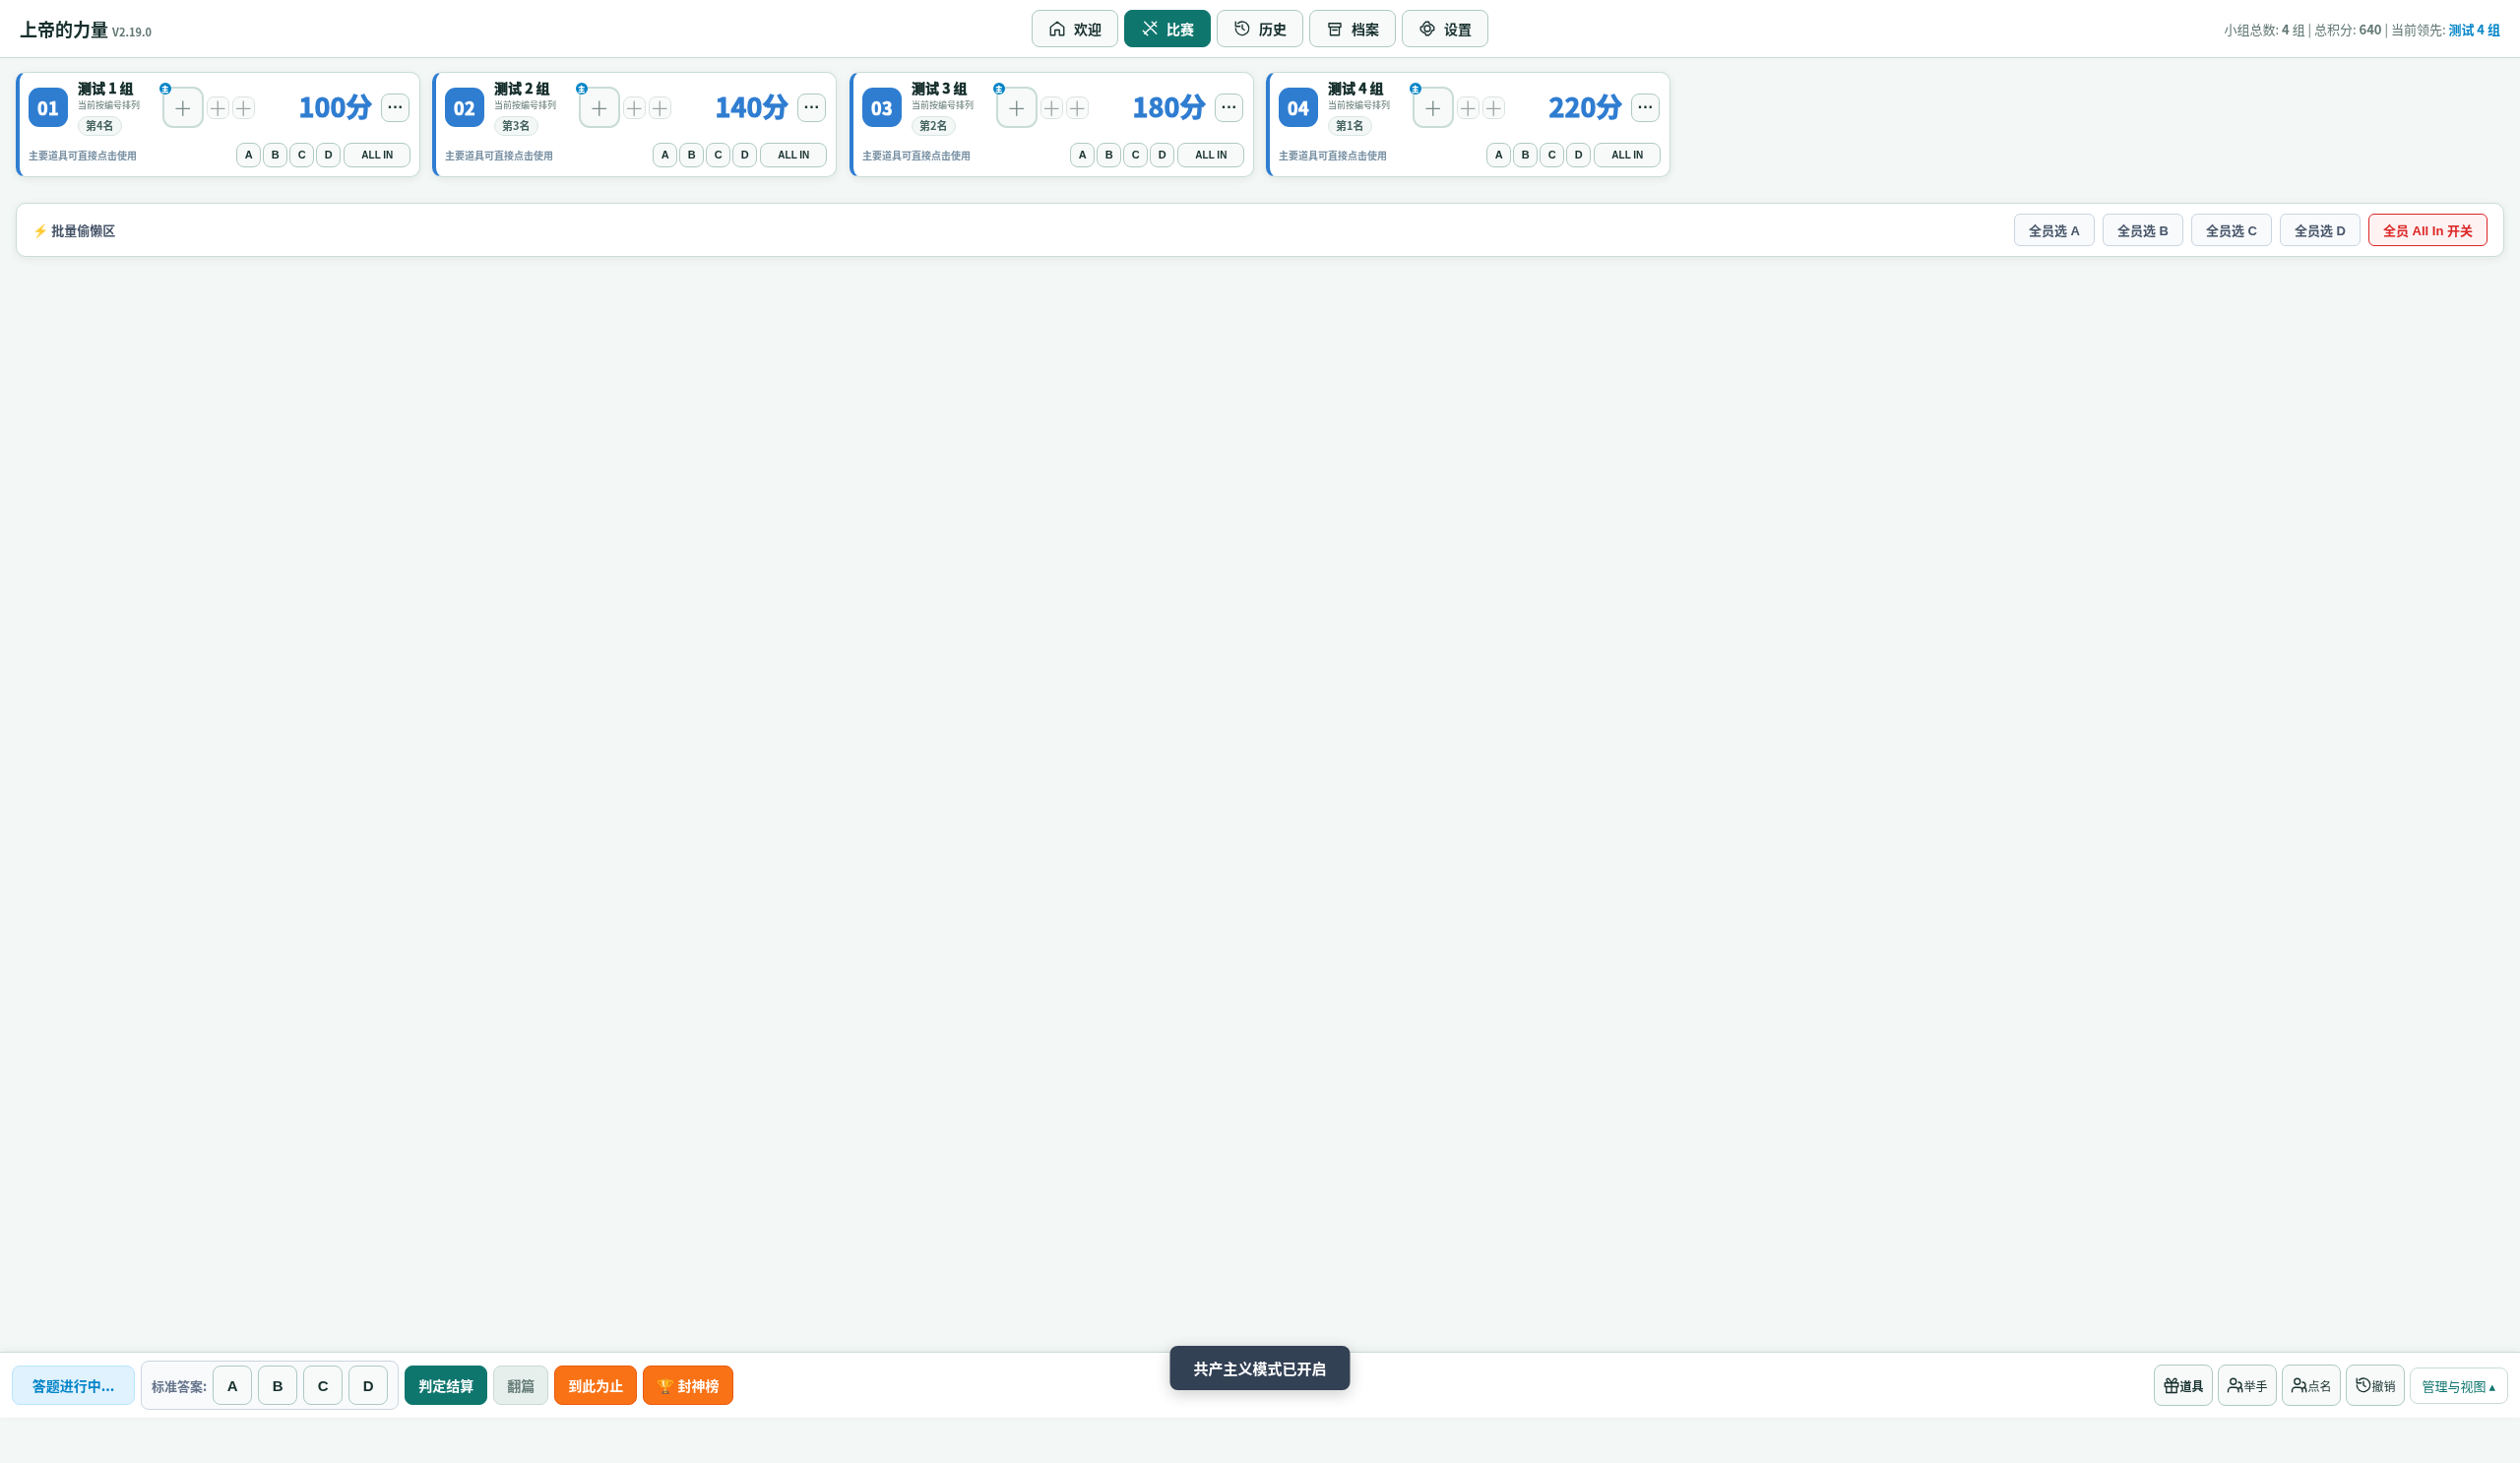 上帝的力量 V2.19.0
欢迎
比赛
历史
档案
设置
小组总数: 4 组 | 总积分: 640 | 当前领先: 测试 4 组
01
测试 1 组
当前按编号排列
第4名
主
100分
···
主要道具可直接点击使用
A B C D ALL IN
02
测试 2 组
当前按编号排列
第3名
主
140分
···
主要道具可直接点击使用
A B C D ALL IN
03
测试 3 组
当前按编号排列
第2名
主
180分
···
主要道具可直接点击使用
A B C D ALL IN
04
测试 4 组
当前按编号排列
第1名
主
220分
···
主要道具可直接点击使用
A B C D ALL IN
⚡ 批量偷懒区
全员选 A
全员选 B
全员选 C
全员选 D
全员 All In 开关
共产主义模式已开启
答题进行中...
标准答案: A B C D
判定结算
翻篇
到此为止
🏆 封神榜
道具
举手
点名
撤销
管理与视图 ▴